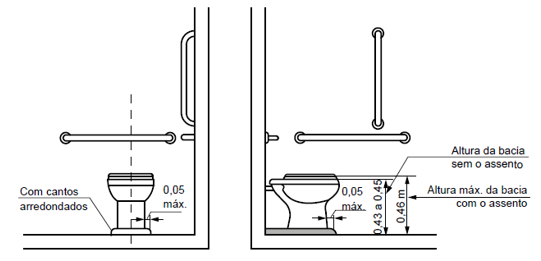 Com cantos
arredondados
0,05
máx.
0,05
máx.
0,43 a 0,45
0,46 m
Altura da bacia
sem o assento
Altura máx. da bacia
com o assento